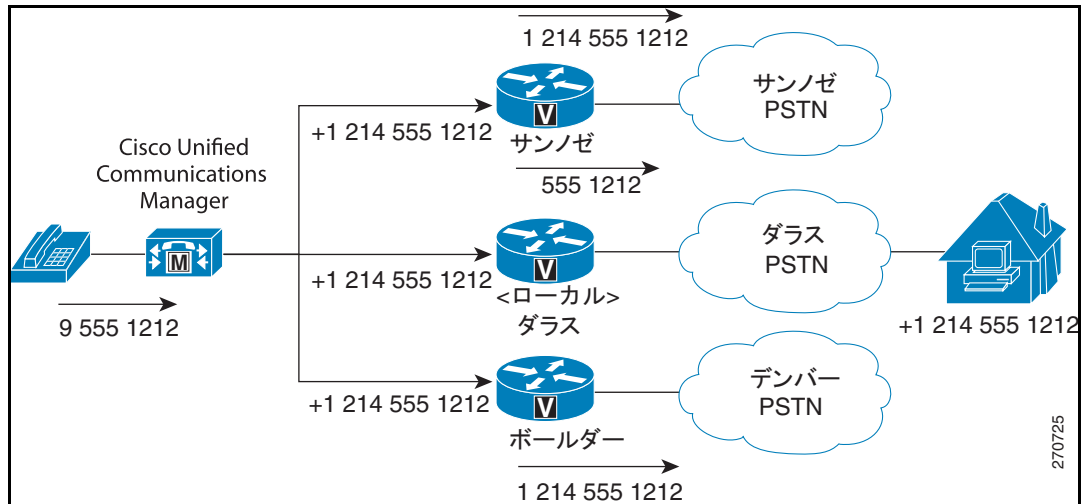 1 214 555 1212
サンノゼ
PSTN
+1 214 555 1212
V
サンノゼ
Cisco Unified
Communications
Manager
555 1212
M
ダラス
PSTN
+1 214 555 1212
V
<ローカル>
ダラス
9 555 1212
+1 214 555 1212
デンバー
PSTN
+1 214 555 1212
V
ボールダー
1 214 555 1212
270725